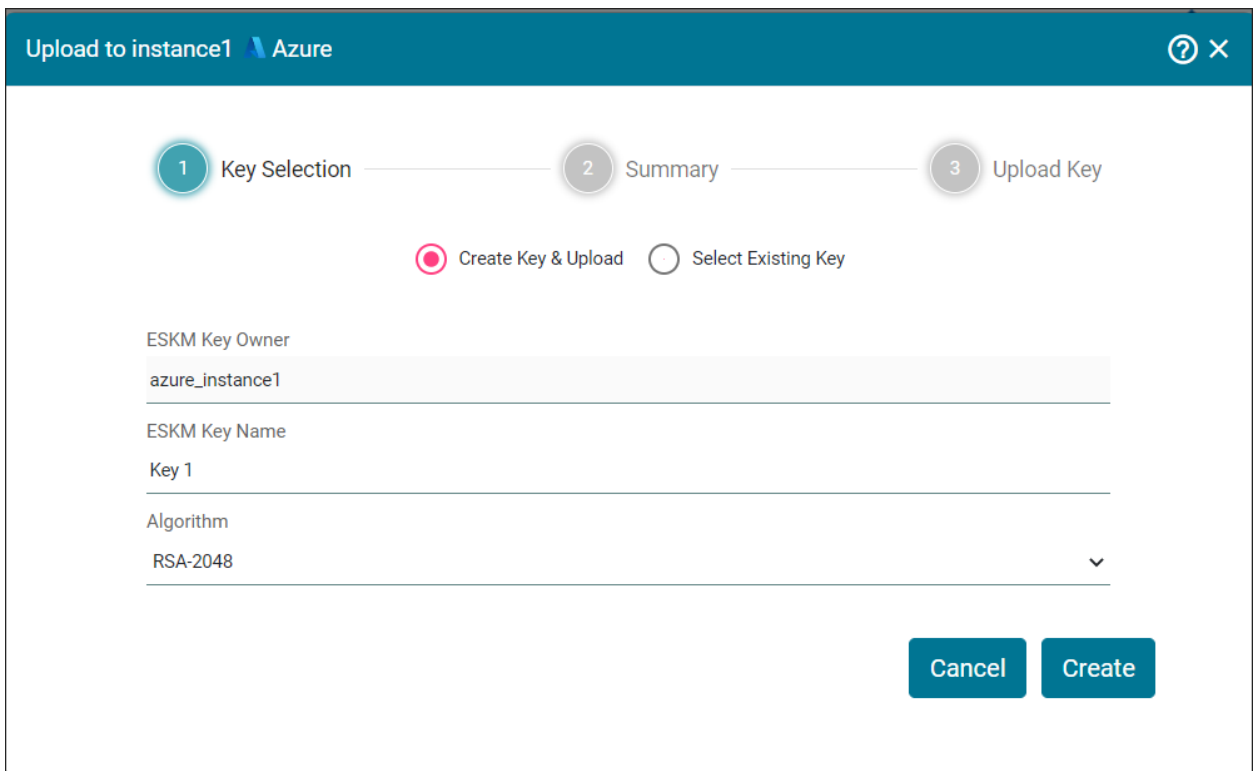 Upload to instance1 Azure
1 Key Selection 2 Summary 3 Upload Key
Create Key & Upload Select Existing Key
ESKM Key Owner
azure_instance1
ESKM Key Name
Key 1
Algorithm
RSA-2048
Cancel Create